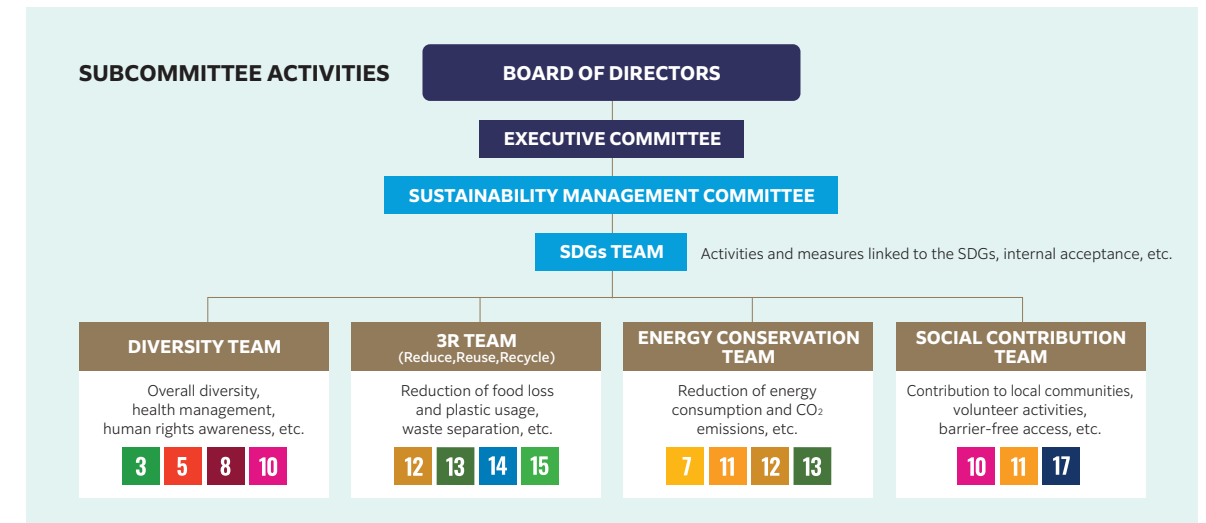 SUBCOMMITTEE ACTIVITIES
BOARD OF DIRECTORS
EXECUTIVE COMMITTEE
SUSTAINABILITY MANAGEMENT COMMITTEE
SDGs TEAM
Activities and measures linked to the SDGs, internal acceptance, etc.
DIVERSITY TEAM
Overall diversity,
health management,
human rights awareness, etc.
3 5 8 10
3R TEAM
(Reduce,Reuse,Recycle)
Reduction of food loss
and plastic usage,
waste separation, etc.
12 13 14 15
ENERGY CONSERVATION
TEAM
Reduction of energy
consumption and CO₂
emissions, etc.
7 11 12 13
SOCIAL CONTRIBUTION
TEAM
Contribution to local communities,
volunteer activities,
barrier-free access, etc.
10 11 17